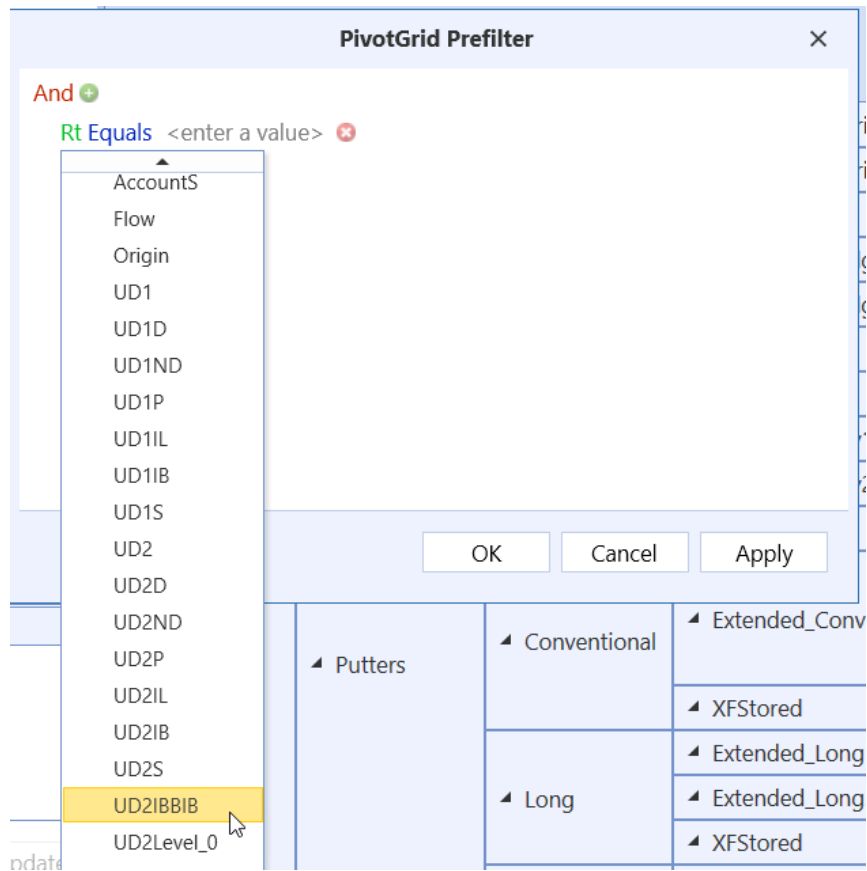 PivotGrid Prefilter
And
Rt Equals <enter a value>
AccountS
Flow
Origin
UD1
UD1D
UD1ND
UD1P
UD1IL
UD1IB
UD1S
UD2
UD2D
UD2ND
UD2P
UD2IL
UD2IB
UD2S
UD2IBBIB
UD2Level_0
OK Cancel Apply
Putters
Conventional
Extended_Conv
XFStored
Long
Extended_Long
Extended_Long
XFStored